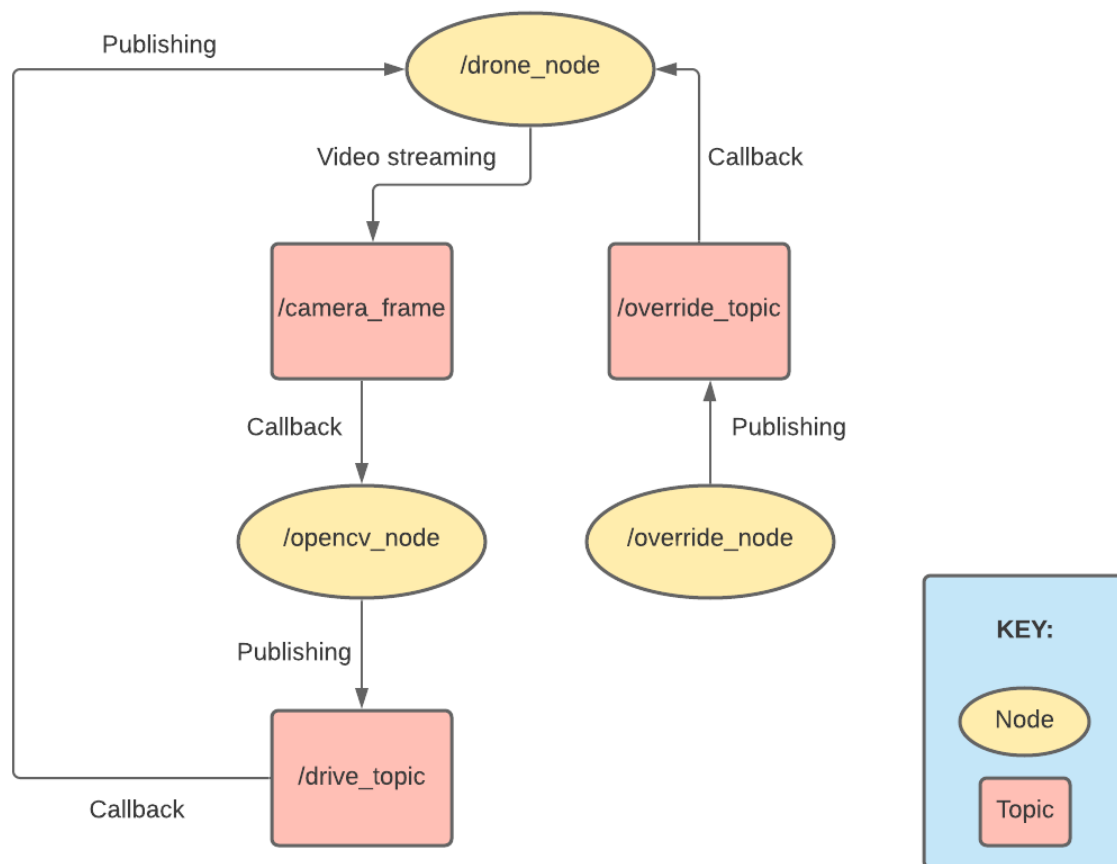 Publishing
/drone_node
Video streaming
Callback
/camera_frame
/override_topic
Callback
Publishing
/opencv_node
/override_node
Publishing
/drive_topic
Callback
KEY:
Node
Topic